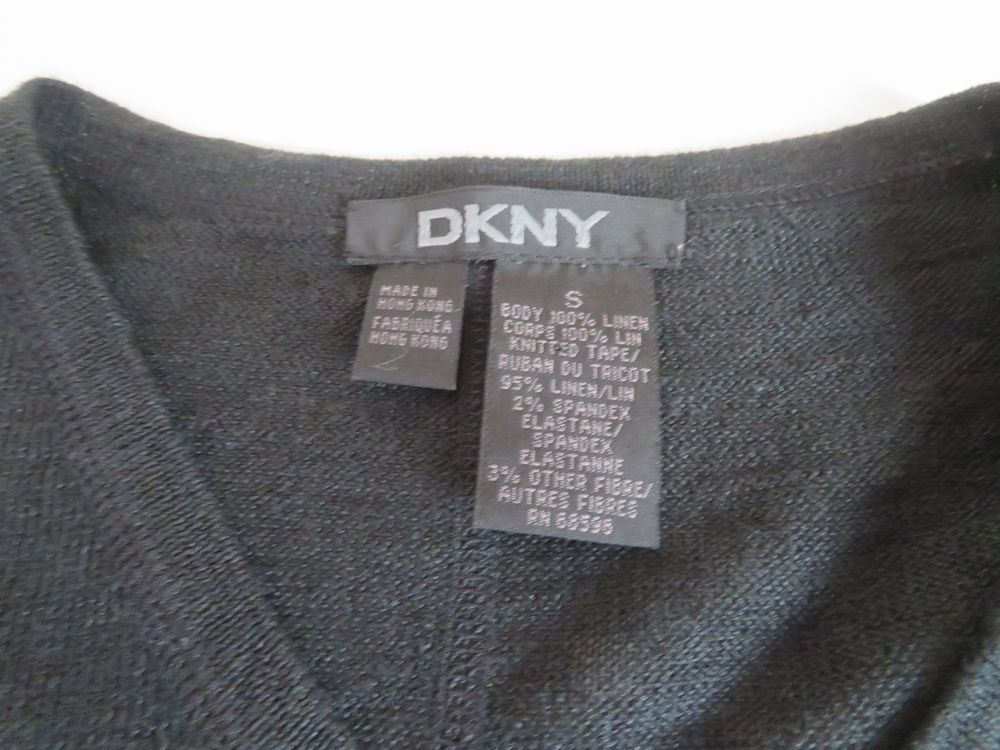 DKNY
MADE IN
HONG KONG
FABRIQUÉ A
HONG KONG
S
BODY 100% LINEN
CORPS 100% LIN
KNITTED TAPE/
RUBAN DU TRICOT
95% LINEN/LIN
2% SPANDEX
ELASTANE/
SPANDEX
ELASTANNE
3% OTHER FIBRE/
AUTRES FIBRES
RN